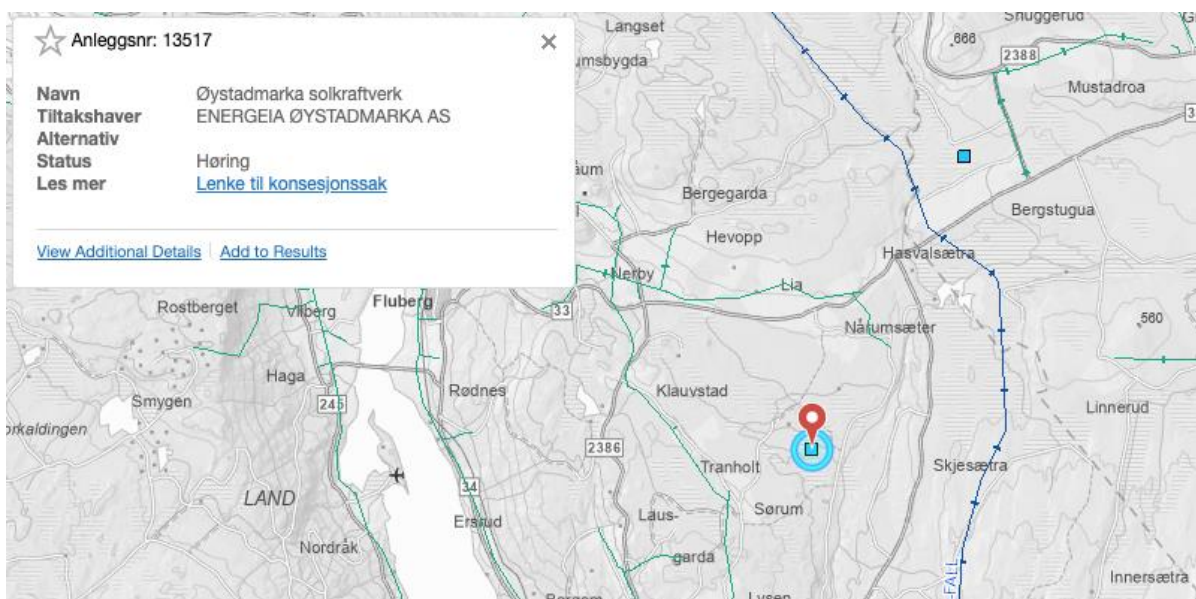 Anleggsnr: 13517
Navn Øystadmarka solkraftverk
Tiltakshaver ENERGEIA ØYSTADMARKA AS
Alternativ
Status Høring
Les mer Lenke til konsesjonssak
View Additional Details Add to Results
Langset
Snuggerud
666
2388
Mustadroa
Bergegarda
Bergstugua
Hevopp
Hasvalsætra
Nerby
Lia
Rostberget
Vilberg
Fluberg
33
Nårumsæter
560
Haga
Rødnes
Klauvstad
Smygen
245
Linnerud
2386
Tranholt
Skjesætra
LAND
34
Sørum
Ersrud
Laus-
garda
Nordråk
Innersætra
-FALL